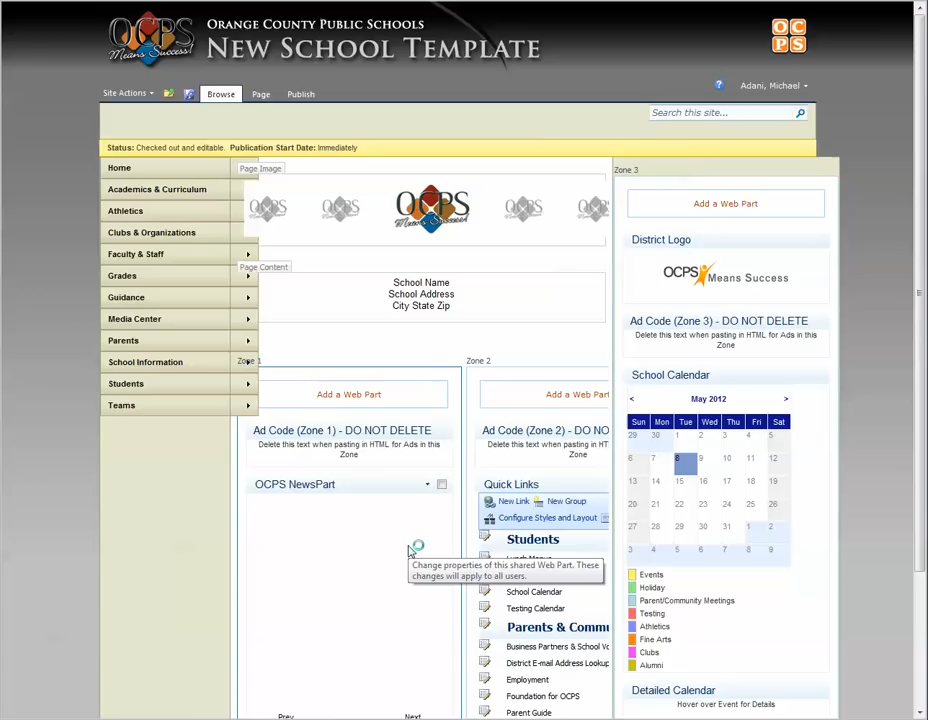 ORANGE COUNTY PUBLIC SCHOOLS
NEW SCHOOL TEMPLATE
OCPS
Means Success!
OC
PS
Site Actions
Browse
Page
Publish
Adani, Michael
Search this site...
Status: Checked out and editable. Publication Start Date: Immediately
Home
Academics & Curriculum
Athletics
Clubs & Organizations
Faculty & Staff
Grades
Guidance
Media Center
Parents
School Information
Students
Teams
Page Image
OCPS
OCPS
OCPS
Means Success!
OCPS
Page Content
School Name
School Address
City State Zip
Zone 1
Add a Web Part
Ad Code (Zone 1) - DO NOT DELETE
Delete this text when pasting in HTML for Ads in this
Zone
OCPS NewsPart
Change properties of this shared Web Part. These
changes will apply to all users.
Prev
Next
Zone 2
Add a Web Part
Ad Code (Zone 2) - DO NO
Delete this text when pasting in HTM
Zone
Quick Links
New Link
New Group
Configure Styles and Layout
Students
School Calendar
Testing Calendar
Parents & Commu
Business Partners & School Vo
District E-mail Address Lookup
Employment
Foundation for OCPS
Parent Guide
Zone 3
Add a Web Part
District Logo
OCPS Means Success
Ad Code (Zone 3) - DO NOT DELETE
Delete this text when pasting in HTML for Ads in this
Zone
School Calendar
< May 2012 >
Sun Mon Tue Wed Thu Fri Sat
29 30 1 2 3 4 5
6 7 8 9 10 11 12
13 14 15 16 17 18 19
20 21 22 23 24 25 26
27 28 29 30 31 1 2
3 4 5 6 7 8 9
Events
Holiday
Parent/Community Meetings
Testing
Athletics
Fine Arts
Clubs
Alumni
Detailed Calendar
Hover over Event for Details